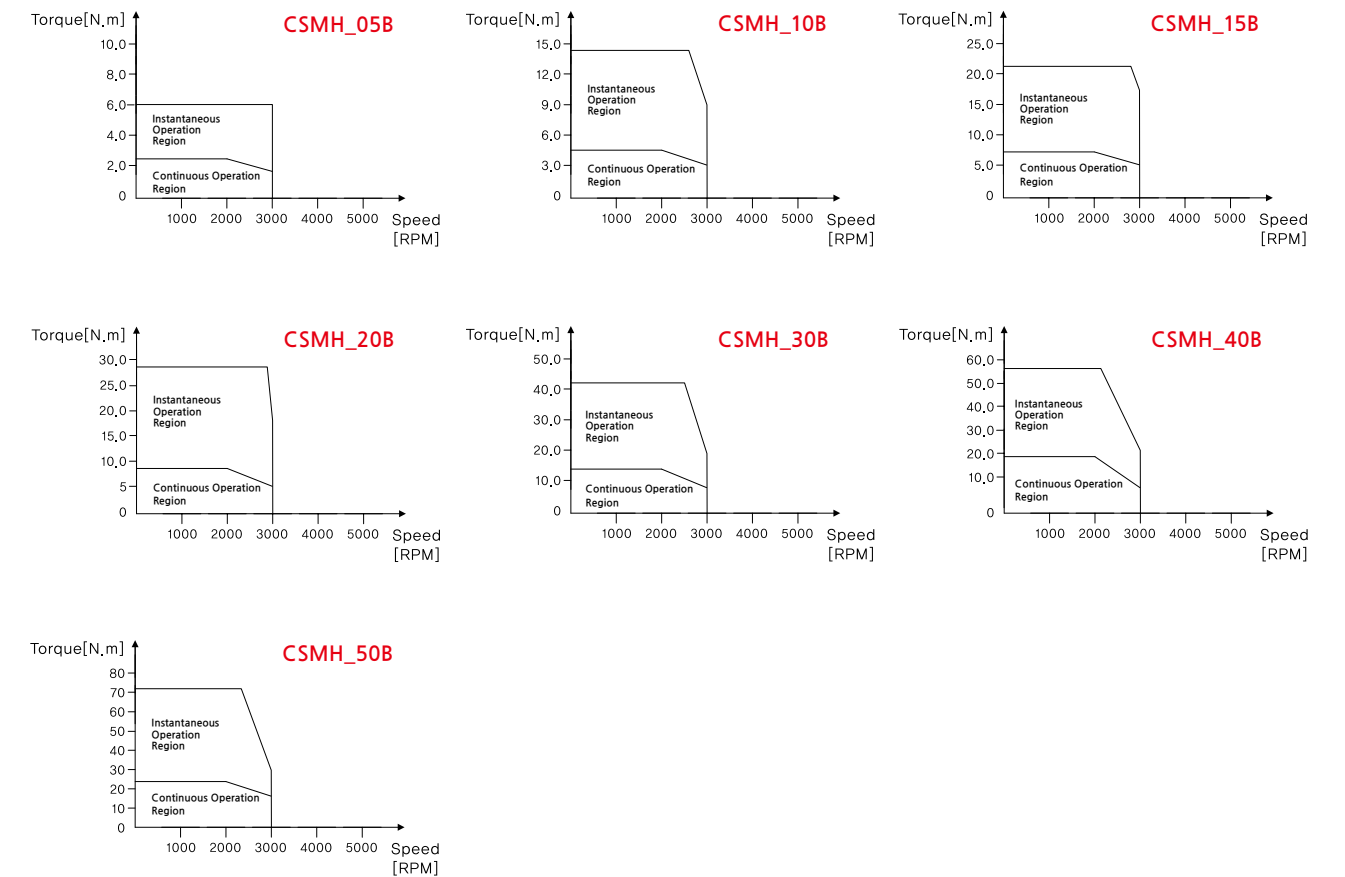 Torque[N.m]
CSMH_05B
10.0
8.0
6.0
Instantaneous
Operation
Region
4.0
2.0
Continuous Operation
Region
0
1000 2000 3000 4000 5000 Speed
[RPM]
Torque[N.m]
CSMH_10B
15.0
12.0
Instantaneous
Operation
Region
9.0
6.0
3.0
Continuous Operation
Region
0
1000 2000 3000 4000 5000 Speed
[RPM]
Torque[N.m]
CSMH_15B
25.0
20.0
Instantaneous
Operation
Region
15.0
10.0
5.0
Continuous Operation
Region
0
1000 2000 3000 4000 5000 Speed
[RPM]
Torque[N.m]
CSMH_20B
30.0
25.0
Instantaneous
Operation
Region
20.0
15.0
10.0
5
Continuous Operation
Region
0
1000 2000 3000 4000 5000 Speed
[RPM]
Torque[N.m]
CSMH_30B
50.0
40.0
Instantaneous
Operation
Region
30.0
20.0
10.0
Continuous Operation
Region
0
1000 2000 3000 4000 5000 Speed
[RPM]
Torque[N.m]
CSMH_40B
60.0
50.0
Instantaneous
Operation
Region
40.0
30.0
20.0
10.0
Continuous Operation
Region
0
1000 2000 3000 4000 5000 Speed
[RPM]
Torque[N.m]
CSMH_50B
80
70
60
Instantaneous
Operation
Region
50
40
30
20
Continuous Operation
Region
10
0
1000 2000 3000 4000 5000 Speed
[RPM]